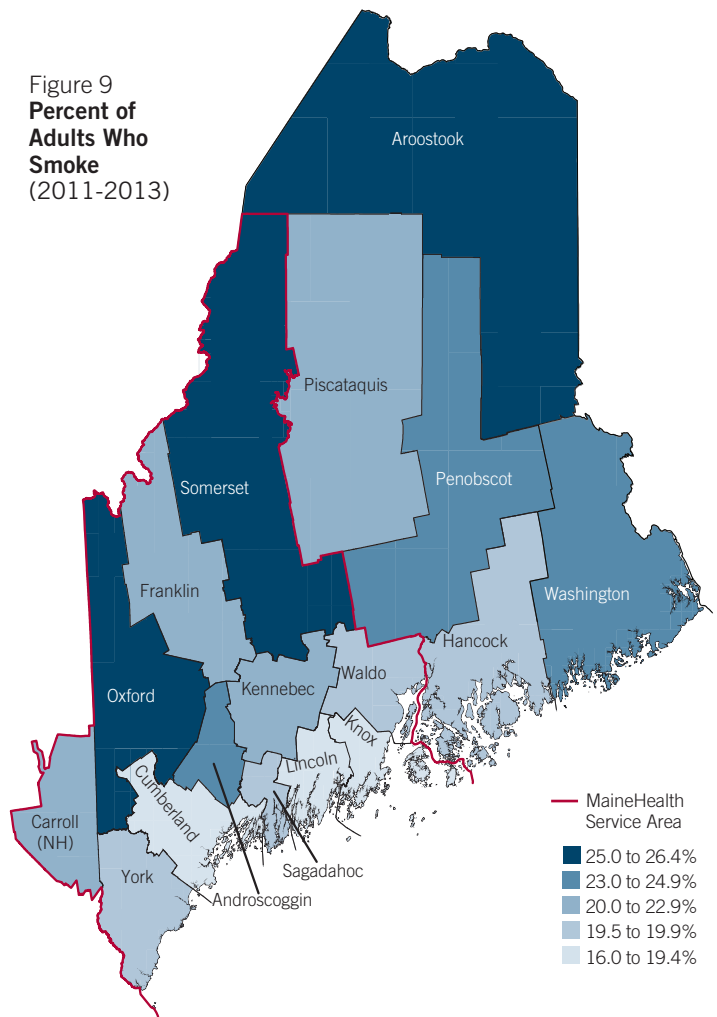 Figure 9
Percent of
Adults Who
Smoke
(2011-2013)
Aroostook
Piscataquis
Somerset
Penobscot
Franklin
Washington
Hancock
Waldo
Oxford
Kennebec
Knox
Lincoln
Cumberland
Carroll
(NH)
York
Sagadahoc
Androscoggin
MaineHealth
Service Area
25.0 to 26.4%
23.0 to 24.9%
20.0 to 22.9%
19.5 to 19.9%
16.0 to 19.4%